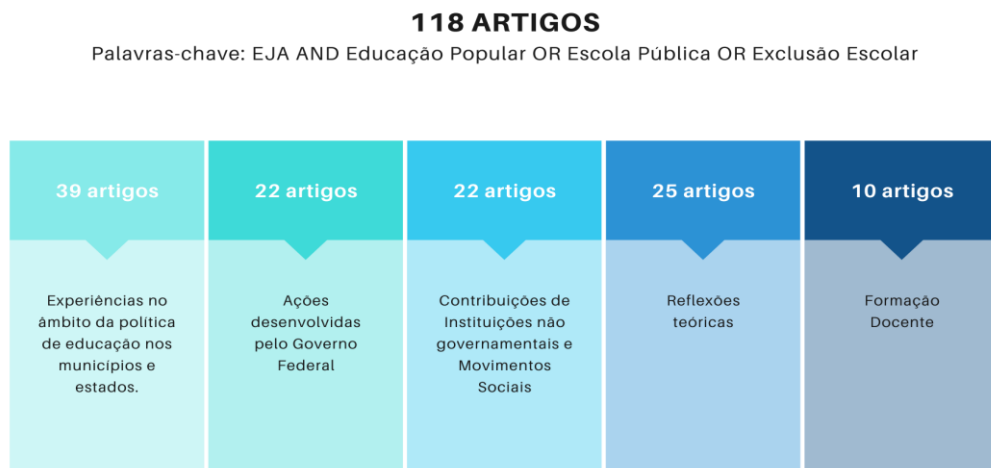 118 ARTIGOS
Palavras-chave: EJA AND Educação Popular OR Escola Pública OR Exclusão Escolar
39 artigos
Experiências no
âmbito da política
de educação nos
municípios e
estados.
22 artigos
Ações
desenvolvidas
pelo Governo
Federal
22 artigos
Contribuições de
Instituições não
governamentais e
Movimentos
Sociais
25 artigos
Reflexões
teóricas
10 artigos
Formação
Docente